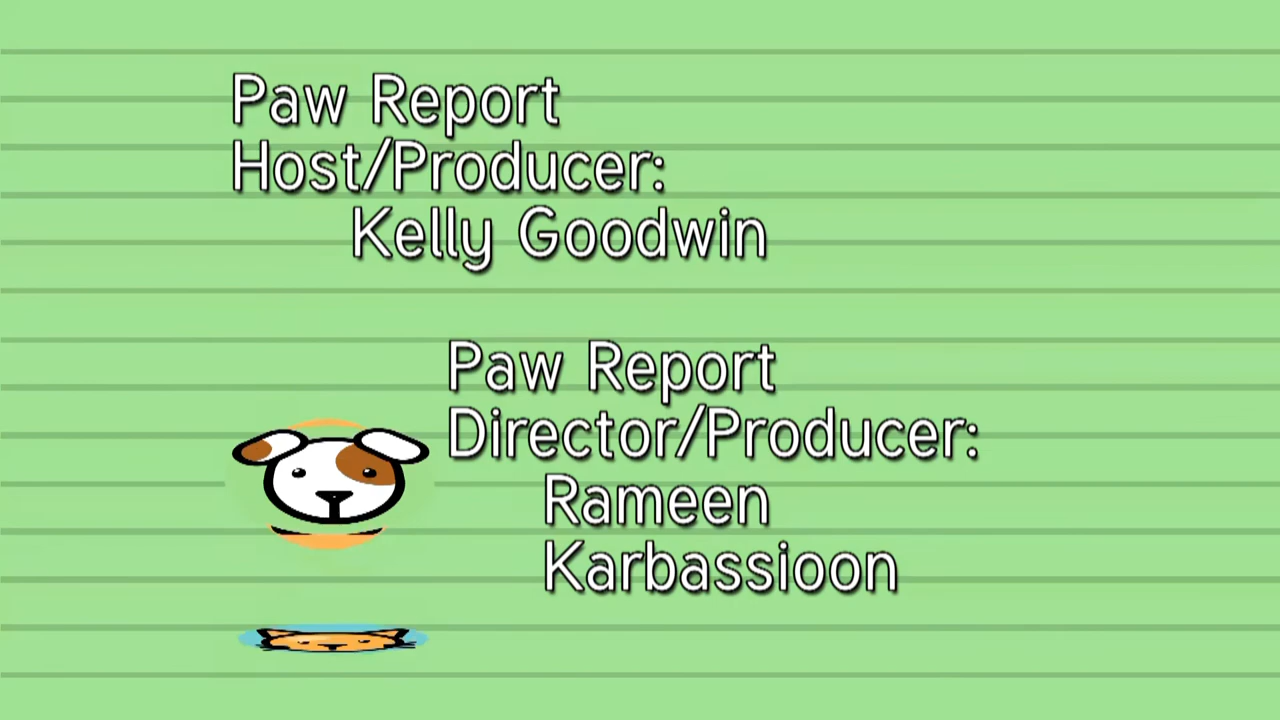 Paw Report
Host/Producer:
Kelly Goodwin
Paw Report
Director/Producer:
Rameen
Karbassioon